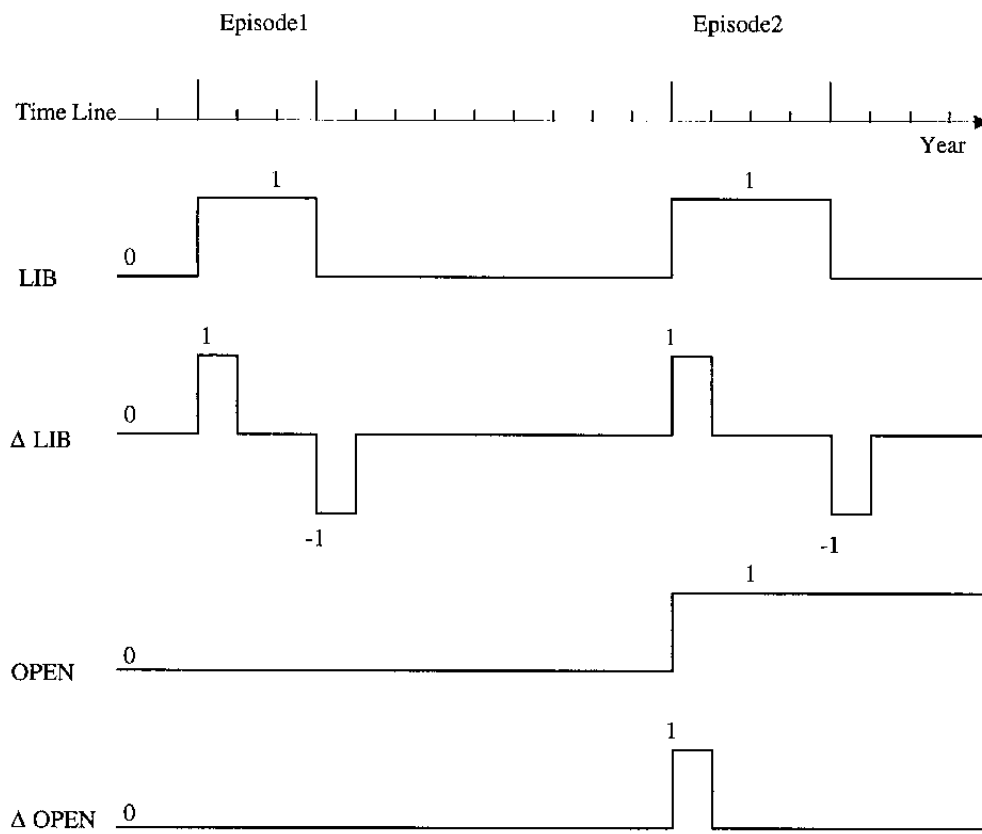 Episode1 Episode2
Time Line
Year
1 1
0
LIB
1 1
0
Δ LIB
-1 -1
1
0
OPEN
1
0
Δ OPEN